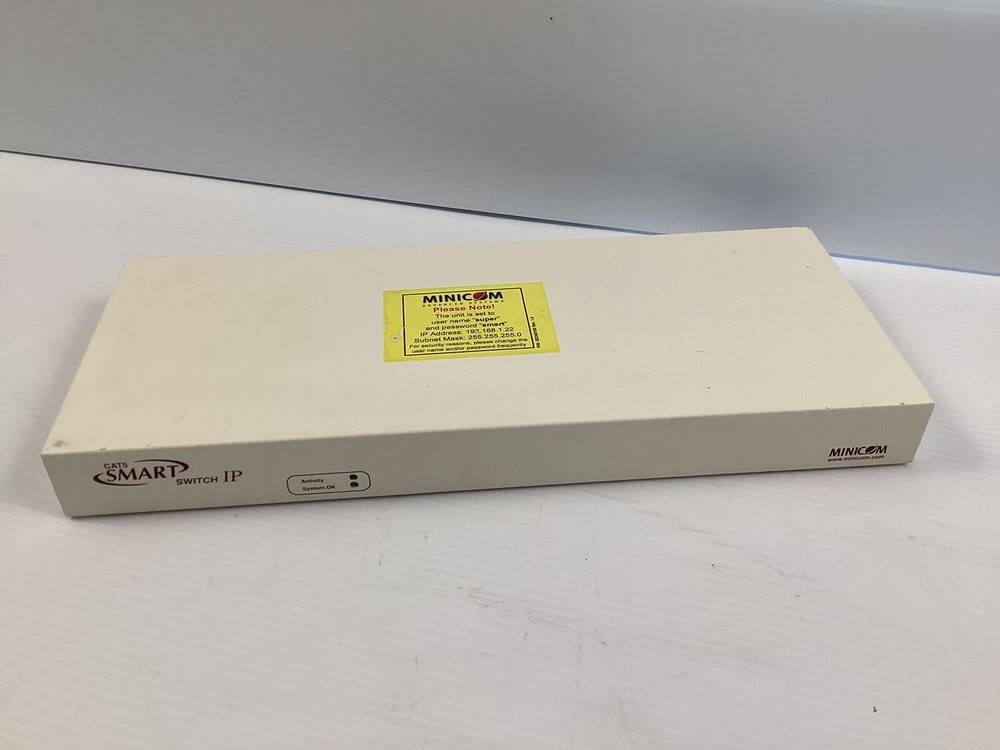 MINICOM
ADVANCED SYSTEMS
Please Note!
The unit is set to
user name "super"
and password "smart"
IP Address: 192.168.1.22
Subnet Mask: 255.255.255.0
For security reasons, please change the
user name and/or password frequently
CAT5
SMART
SWITCH IP
Activity
System OK
MINICOM
www.minicom.com